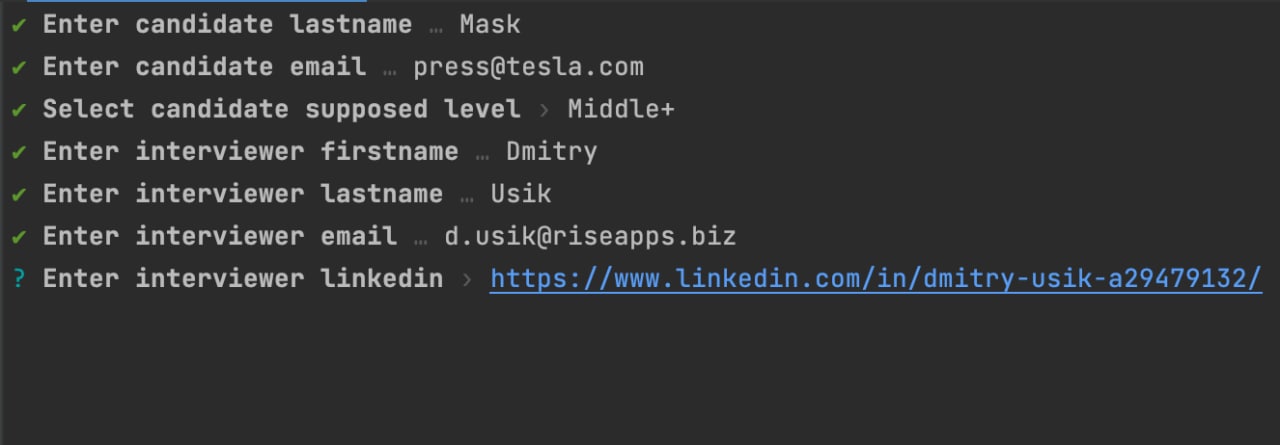 ✔ Enter candidate lastname … Mask
✔ Enter candidate email … press@tesla.com
✔ Select candidate supposed level › Middle+
✔ Enter interviewer firstname … Dmitry
✔ Enter interviewer lastname … Usik
✔ Enter interviewer email … d.usik@riseapps.biz
? Enter interviewer linkedin › https://www.linkedin.com/in/dmitry-usik-a29479132/